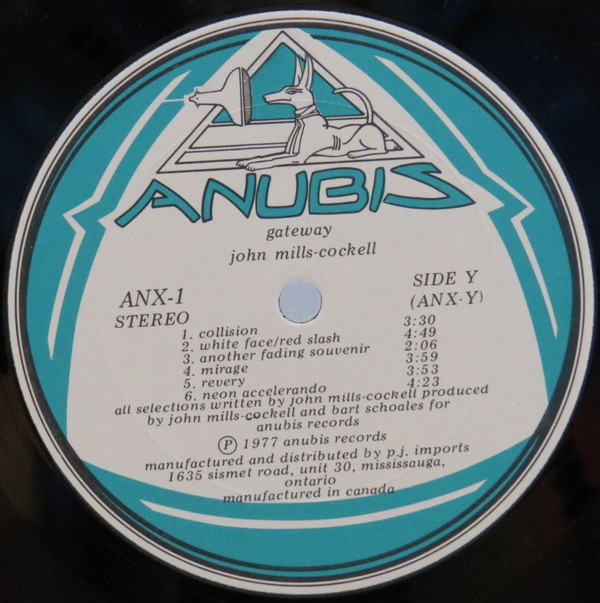 ANUBIS
gateway
john mills-cockell
ANX-1
STEREO
SIDE Y
(ANX-Y)
1. collision 3:30
2. white face/red slash 4:49
3. another fading souvenir 2:06
4. mirage 3:59
5. revery 3:53
6. neon accelerando 4:23
all selections written by john mills-cockell produced
by john mills-cockell and bart schoales for
anubis records
Ⓟ 1977 anubis records
manufactured and distributed by p.j. imports
1635 sismet road, unit 30, mississauga,
ontario
manufactured in canada